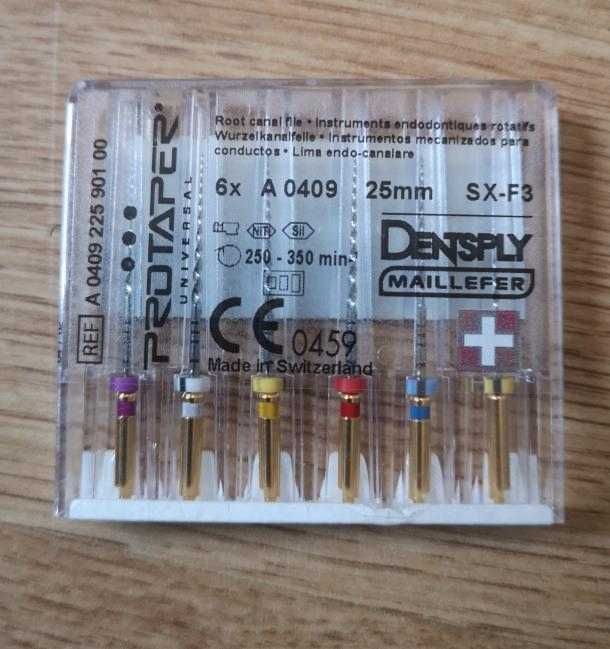 REF A 0409 225 901 00
PROTAPER®
UNIVERSAL
Root canal file • Instruments endodontiques rotatifs
Wurzelkanalfeile • Instrumentos mecanizados para
conductos • Lima endo-canalare
6x A 0409 25mm SX-F3
NiTi Sil
250 - 350 min-1
DENTSPLY
MAILLEFER
CE 0459
Made in Switzerland